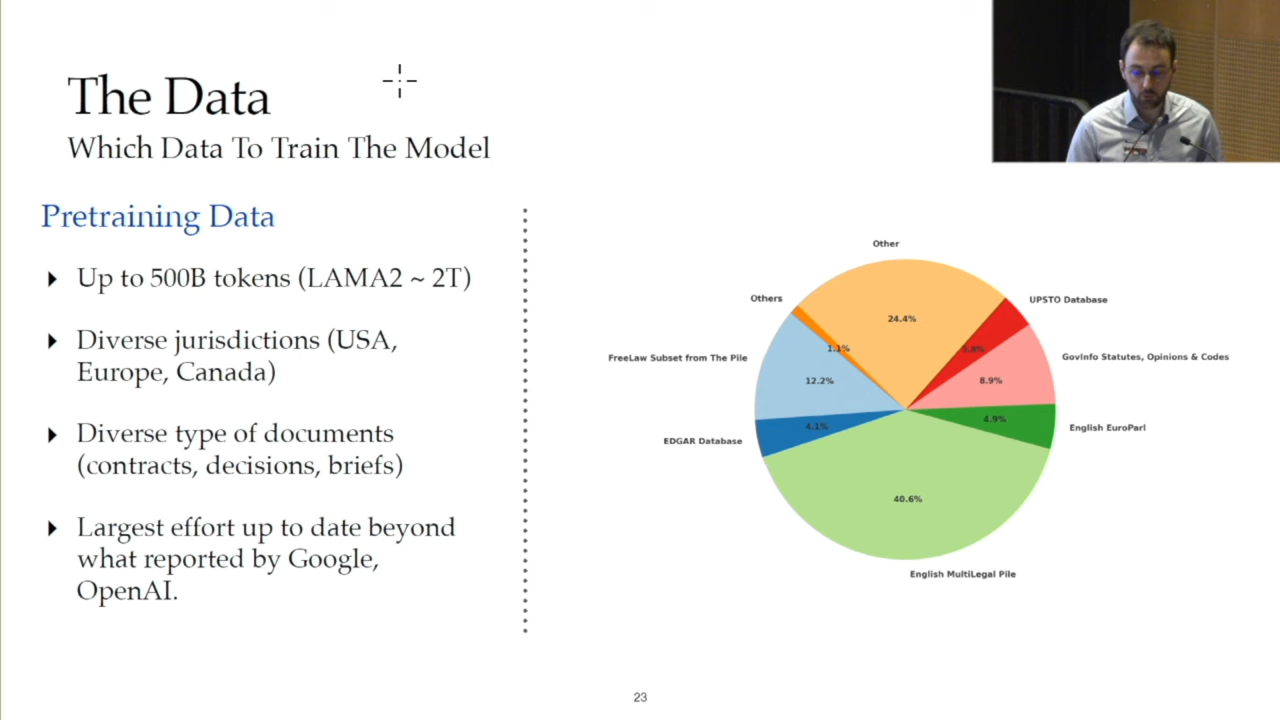 The Data
Which Data To Train The Model
Pretraining Data
Up to 500B tokens (LAMA2 ~ 2T)
Diverse jurisdictions (USA,
Europe, Canada)
Diverse type of documents
(contracts, decisions, briefs)
Largest effort up to date beyond
what reported by Google,
OpenAI.
Other
Others
UPSTO Database
24.4%
1.1%
FreeLaw Subset from The Pile
GovInfo Statutes, Opinions & Codes
12.2%
8.9%
4.9%
4.1%
English EuroParl
EDGAR Database
40.6%
English MultiLegal Pile
23